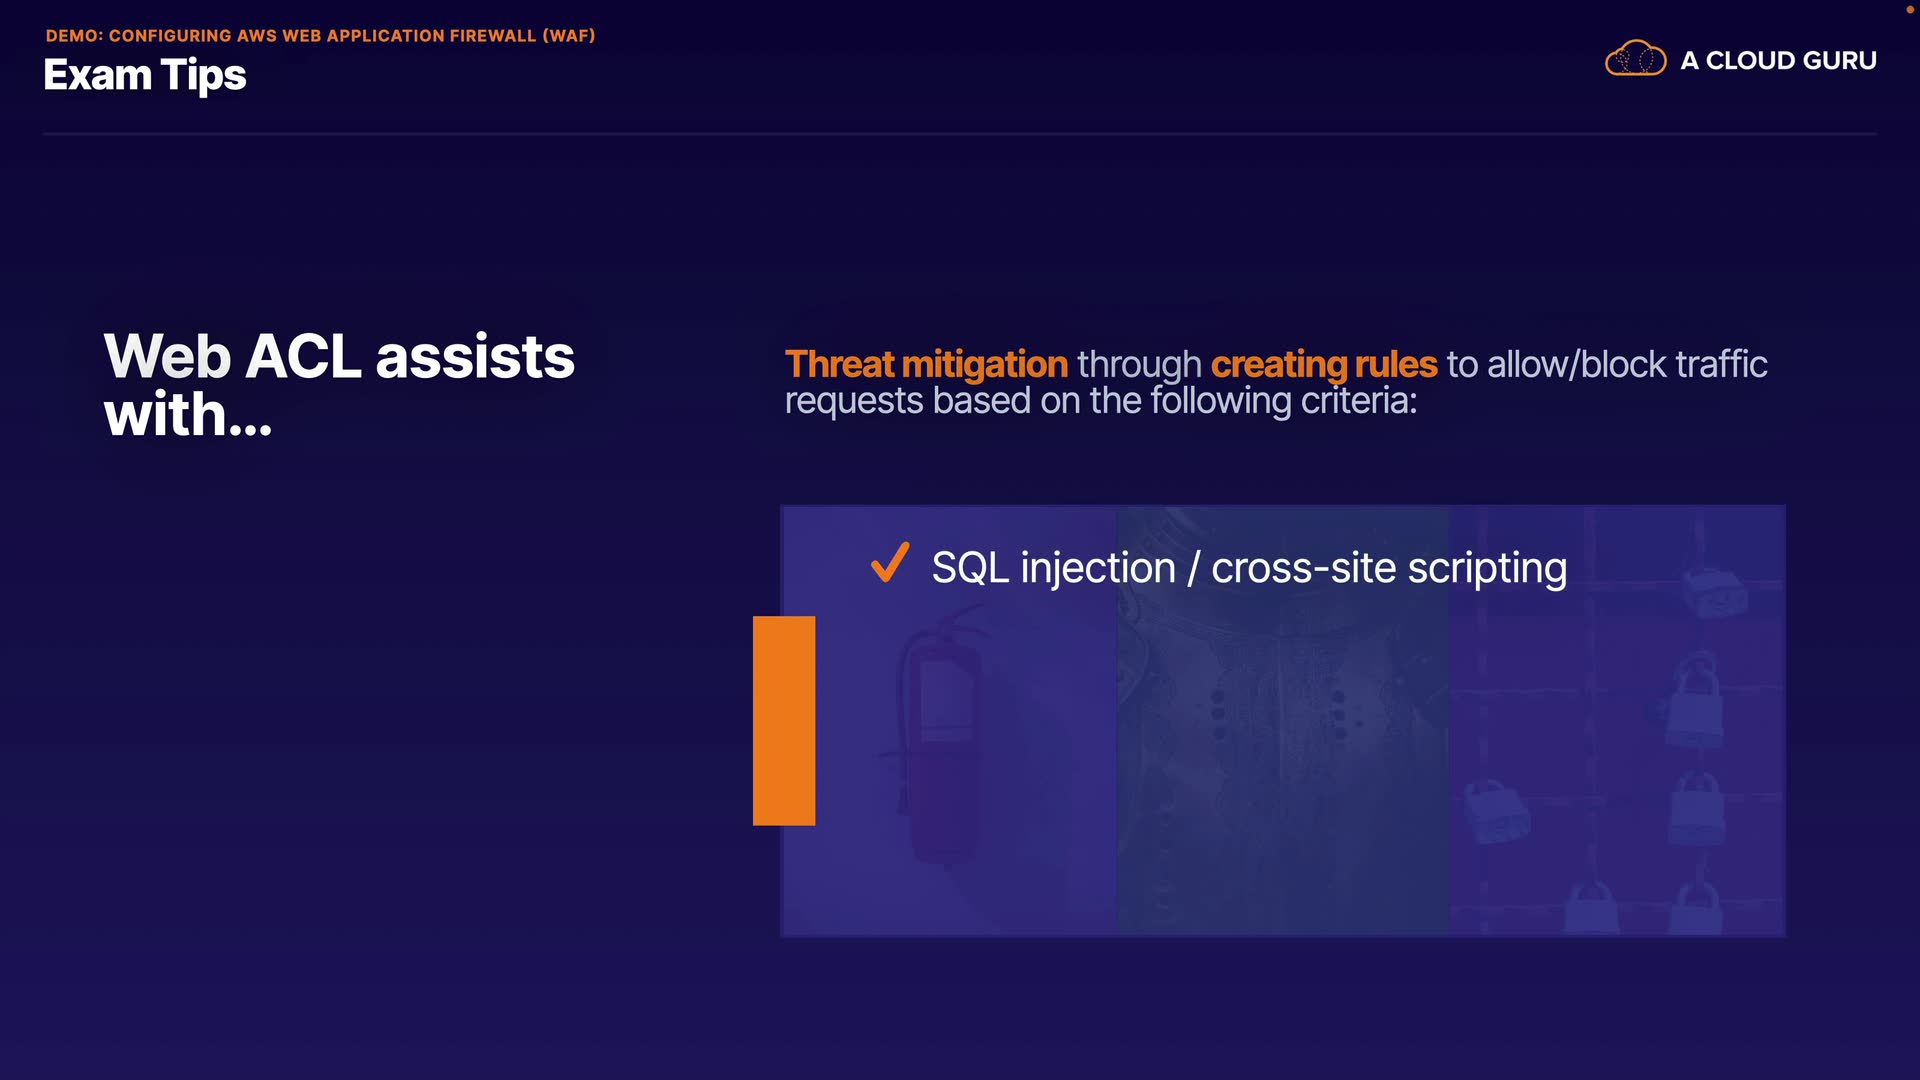 DEMO: CONFIGURING AWS WEB APPLICATION FIREWALL (WAF)
Exam Tips
A CLOUD GURU
Web ACL assists
with...
Threat mitigation through creating rules to allow/block traffic
requests based on the following criteria:
SQL injection / cross-site scripting